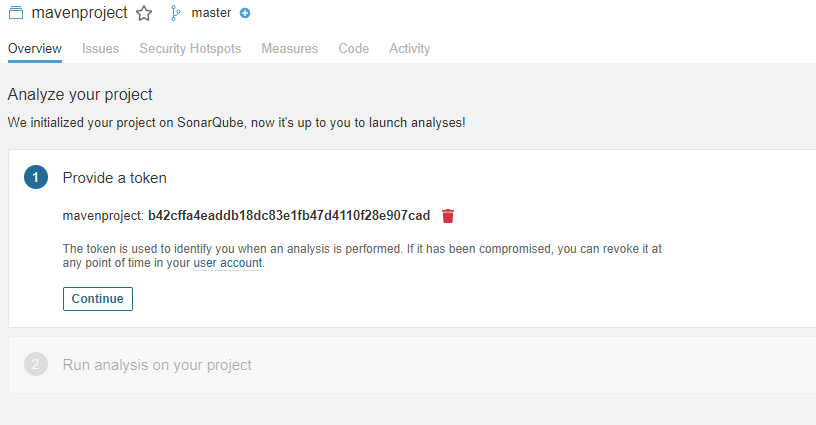 mavenproject master
Overview Issues Security Hotspots Measures Code Activity
Analyze your project
We initialized your project on SonarQube, now it's up to you to launch analyses!
1 Provide a token
mavenproject: b42cffa4eaddb18dc83e1fb47d4110f28e907cad
The token is used to identify you when an analysis is performed. If it has been compromised, you can revoke it at
any point of time in your user account.
Continue
2 Run analysis on your project